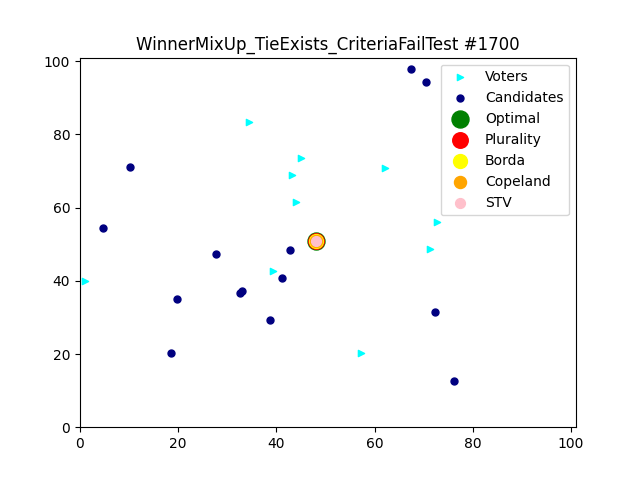 WinnerMixUp_TieExists_CriteriaFailTest #1700
Voters
Candidates
Optimal
Plurality
Borda
Copeland
STV
100
80
60
40
20
0
0 20 40 60 80 100